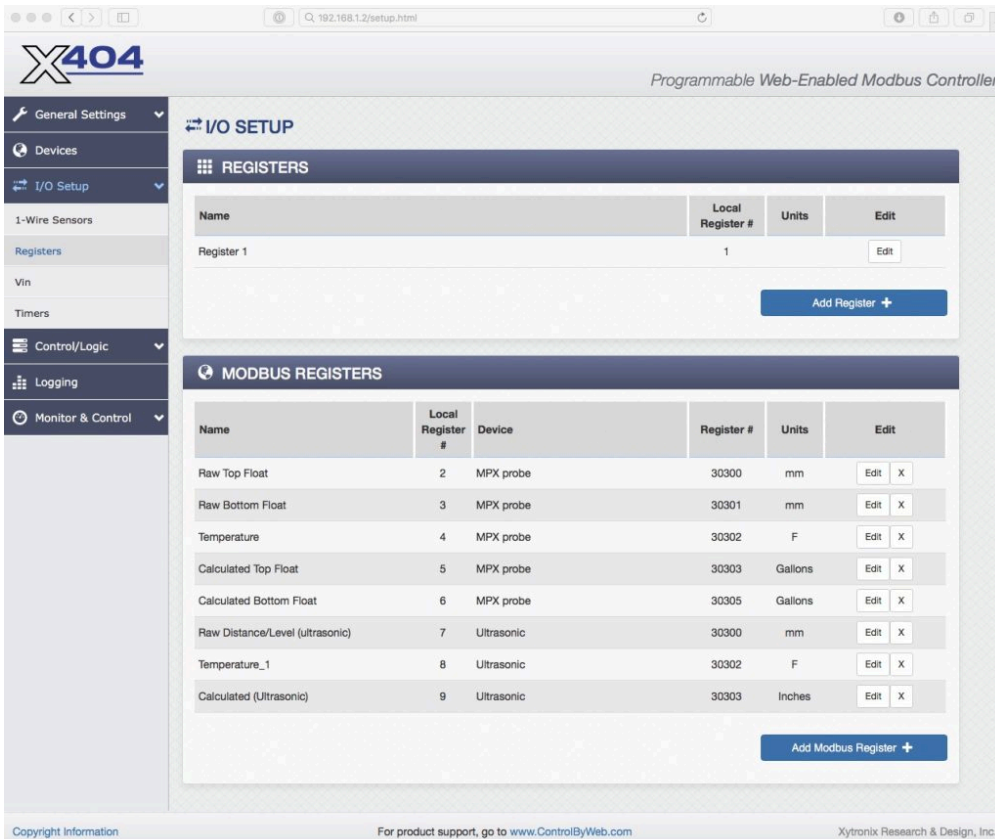 192.168.1.2/setup.html
X404
Programmable Web-Enabled Modbus Controller
General Settings
Devices
I/O Setup
1-Wire Sensors
Registers
Vin
Timers
Control/Logic
Logging
Monitor & Control
I/O SETUP
REGISTERS
Name Local Register # Units Edit
Register 1 1 Edit
Add Register +
MODBUS REGISTERS
Name Local Register # Device Register # Units Edit
Raw Top Float 2 MPX probe 30300 mm Edit X
Raw Bottom Float 3 MPX probe 30301 mm Edit X
Temperature 4 MPX probe 30302 F Edit X
Calculated Top Float 5 MPX probe 30303 Gallons Edit X
Calculated Bottom Float 6 MPX probe 30305 Gallons Edit X
Raw Distance/Level (ultrasonic) 7 Ultrasonic 30300 mm Edit X
Temperature_1 8 Ultrasonic 30302 F Edit X
Calculated (Ultrasonic) 9 Ultrasonic 30303 Inches Edit X
Add Modbus Register +
Copyright Information For product support, go to www.ControlByWeb.com Xytronix Research & Design, Inc